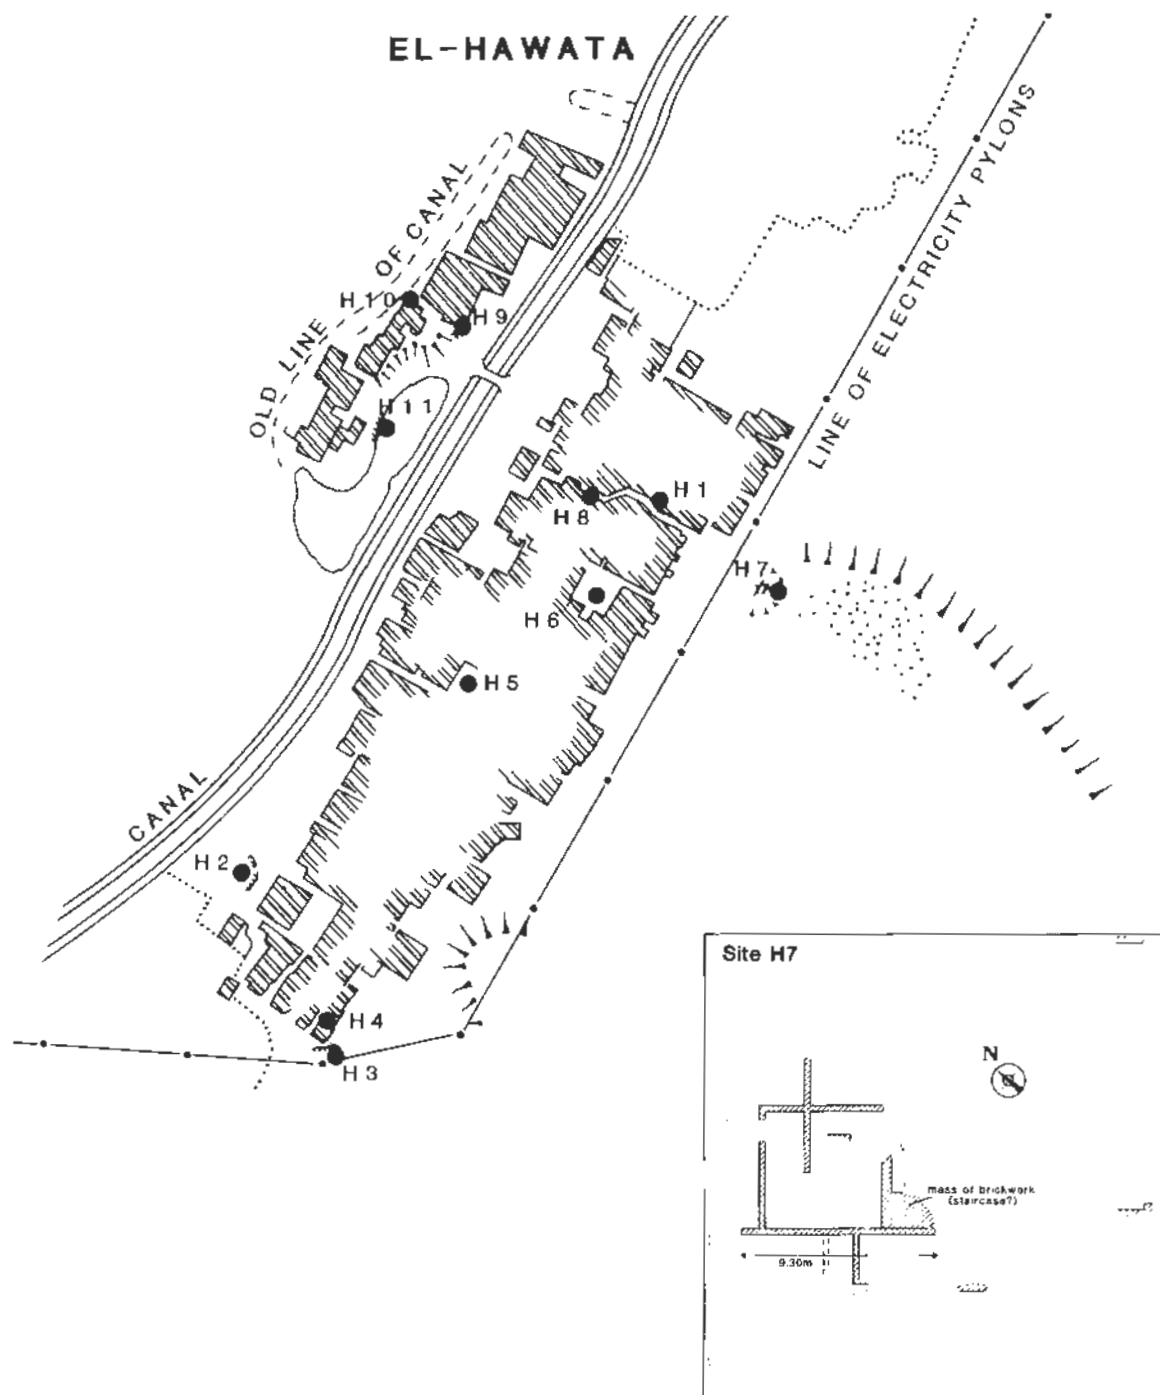 EL-HAWATA
OLD LINE OF CANAL
LINE OF ELECTRICITY PYLONS
H10
H9
H11
H1
H8
H7
H6
H5
CANAL
H2
H4
H3
Site H7
N
mass of brickwork
(staircase?)
9.30m